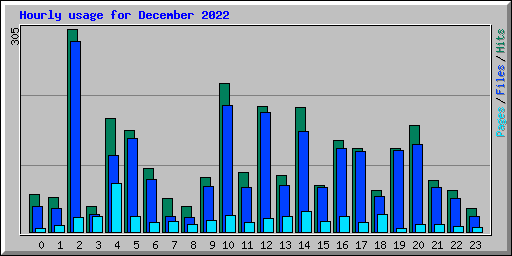 Hourly usage for December 2022
305
Pages/Files/Hits
0 1 2 3 4 5 6 7 8 9 10 11 12 13 14 15 16 17 18 19 20 21 22 23